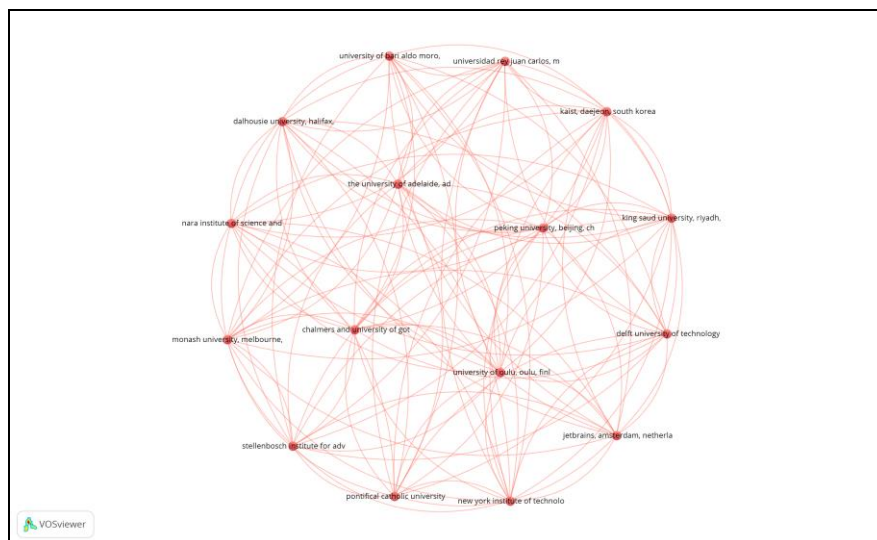 university of bari aldo moro,
universidad rey juan carlos, m
kaist, daejeon, south korea
dalhousie university, halifax,
the university of adelaide, ad
king saud university, riyadh,
nara institute of science and
peking university, beijing, ch
chalmers and university of got
delft university of technology
monash university, melbourne,
university of oulu, oulu, finl
jetbrains, amsterdam, netherla
stellenbosch institute for adv
pontifical catholic university
new york institute of technolo
VOSviewer